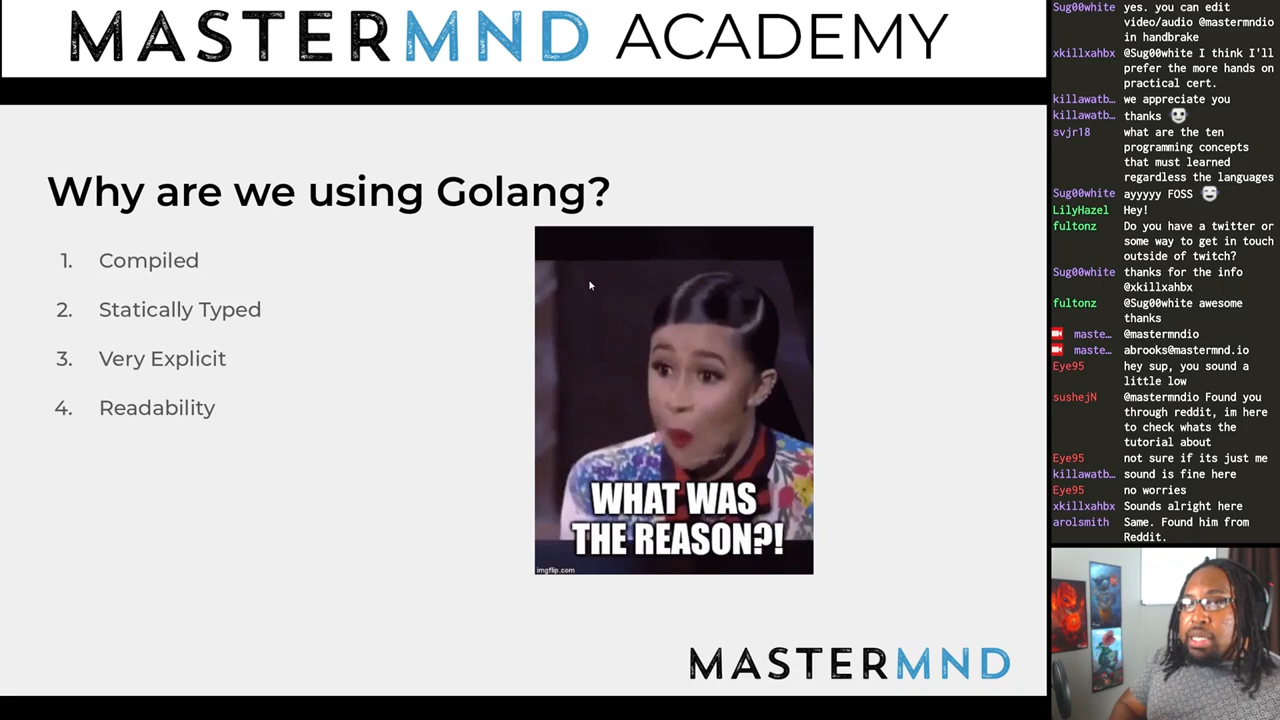 MASTERMND ACADEMY
Why are we using Golang?
1. Compiled
2. Statically Typed
3. Very Explicit
4. Readability
WHAT WAS
THE REASON?!
imgflip.com
MASTERMND
Sug00white yes. you can edit
video/audio @mastermndio
in handbrake
xkillxahbx @Sug00white I think I'll
prefer the more hands on
practical cert.
killawatb… we appreciate you
killawatb… thanks
svjr18 what are the ten
programming concepts
that must learned
regardless the languages
Sug00white ayyyyy FOSS
LilyHazel Hey!
fultonz Do you have a twitter or
some way to get in touch
outside of twitch?
Sug00white thanks for the info
@xkillxahbx
fultonz @Sug00white awesome
thanks
maste… @mastermndio
maste… abrooks@mastermnd.io
Eye95 hey sup, you sound a
little low
sushejN @mastermndio Found you
through reddit, im here
to check whats the
tutorial about
Eye95 not sure if its just me
killawatb… sound is fine here
Eye95 no worries
xkillxahbx Sounds alright here
arolsmith Same. Found him from
Reddit.